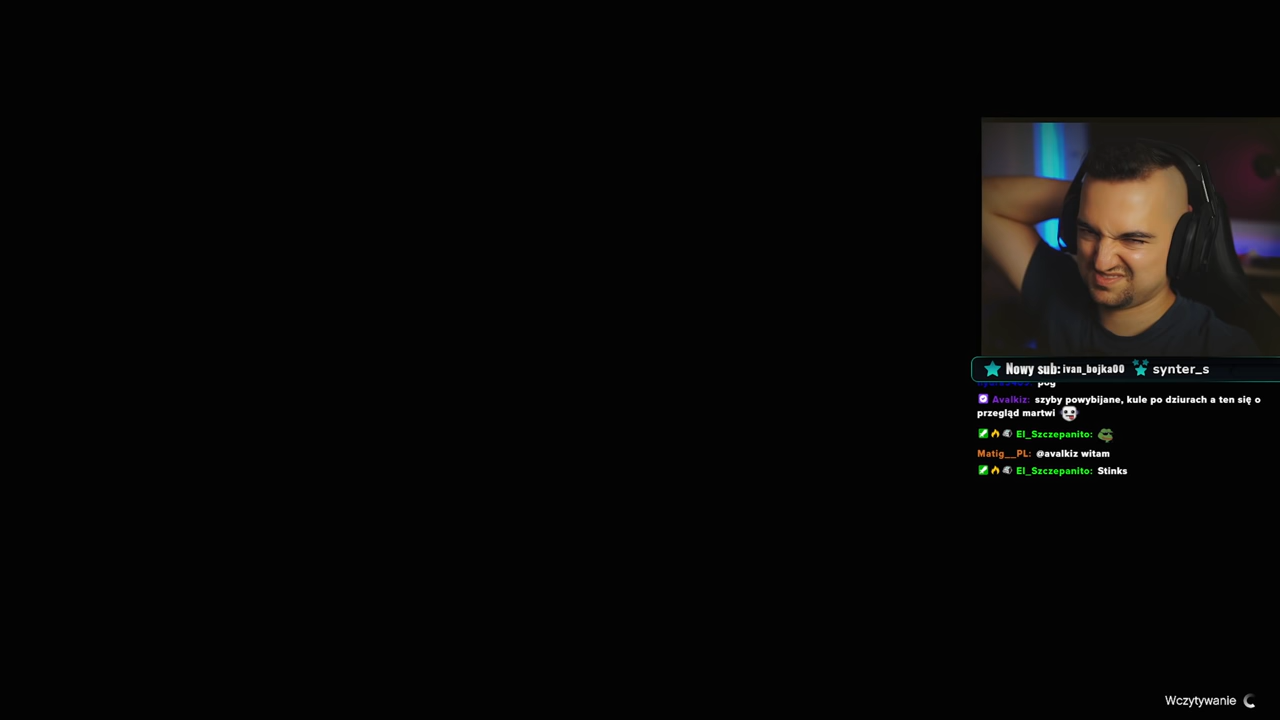 Nowy sub: ivan_bojka00 synter_s
pog
Avalkiz: szyby powybijane, kule po dziurach a ten się o
przegląd martwi
El_Szczepanito:
Matig__PL: @avalkiz witam
El_Szczepanito: Stinks
Wczytywanie